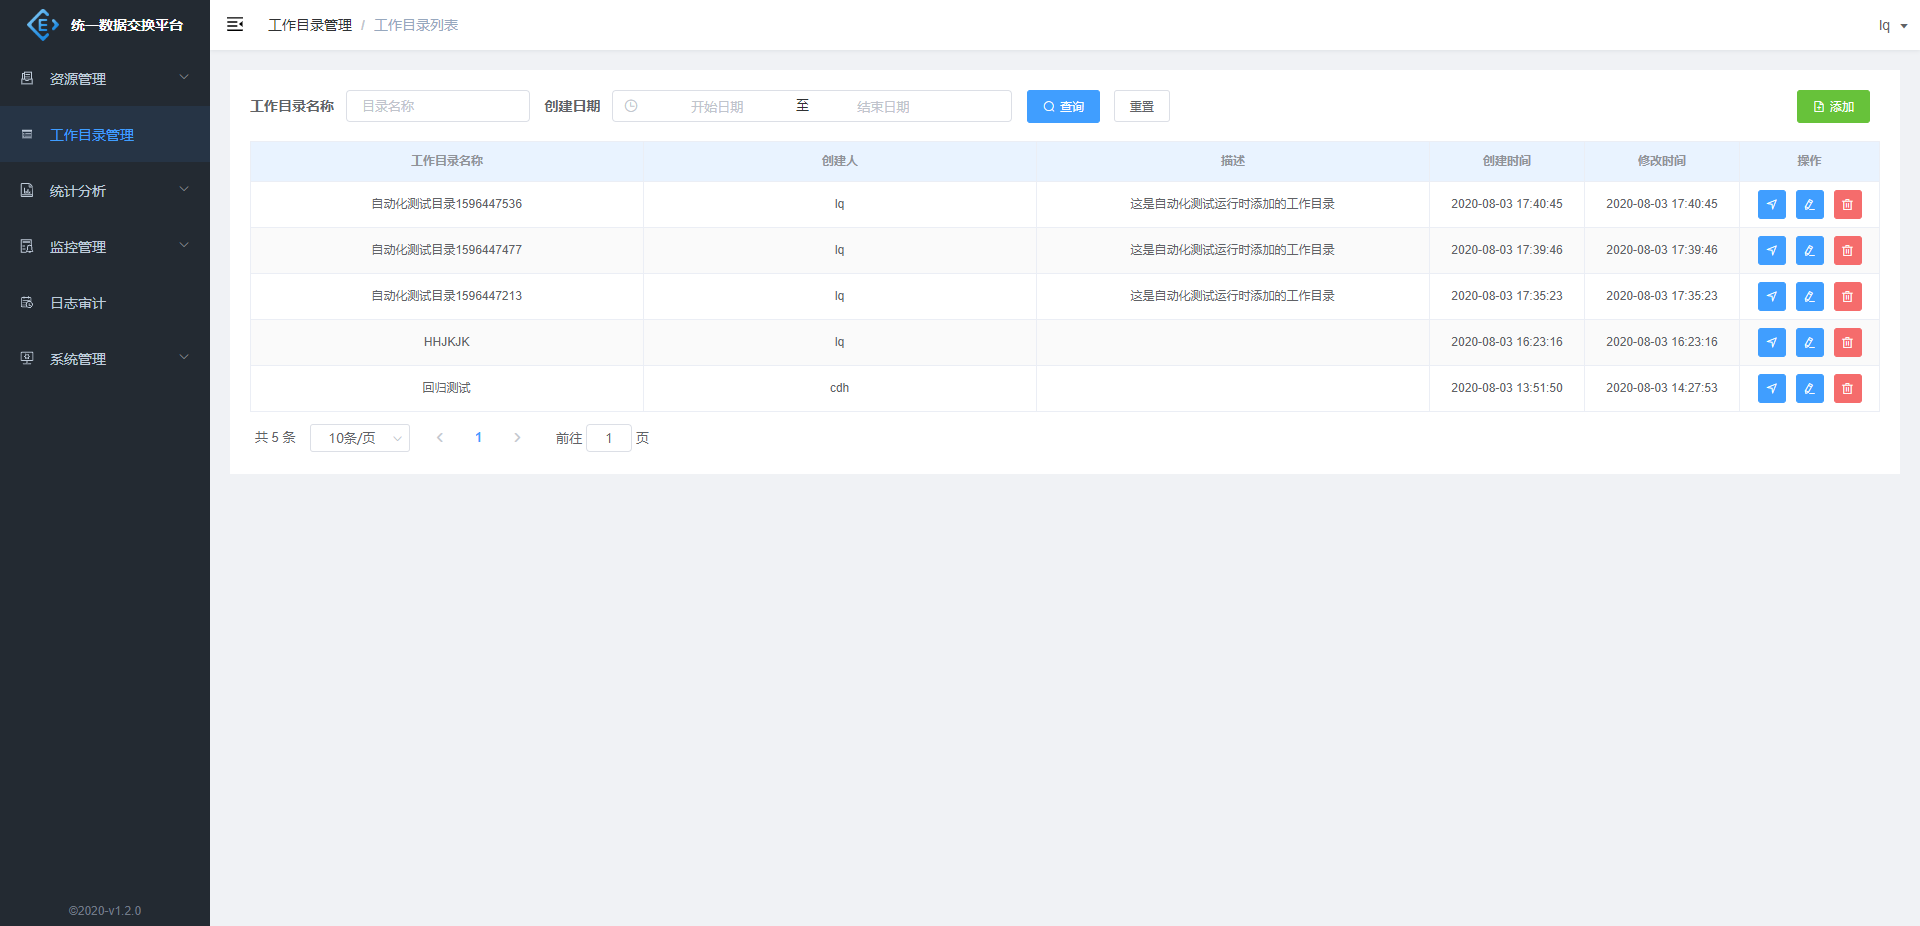 统一数据交换平台
资源管理
工作目录管理
统计分析
监控管理
日志审计
系统管理
©2020-v1.2.0
工作目录管理 / 工作目录列表
lq
工作目录名称 目录名称 创建日期 开始日期 至 结束日期 查询 重置 添加
工作目录名称 创建人 描述 创建时间 修改时间 操作
自动化测试目录1596447536 lq 这是自动化测试运行时添加的工作目录 2020-08-03 17:40:45 2020-08-03 17:40:45
自动化测试目录1596447477 lq 这是自动化测试运行时添加的工作目录 2020-08-03 17:39:46 2020-08-03 17:39:46
自动化测试目录1596447213 lq 这是自动化测试运行时添加的工作目录 2020-08-03 17:35:23 2020-08-03 17:35:23
HHJKJK lq 2020-08-03 16:23:16 2020-08-03 16:23:16
回归测试 cdh 2020-08-03 13:51:50 2020-08-03 14:27:53
共 5 条 10条/页 1 前往 1 页